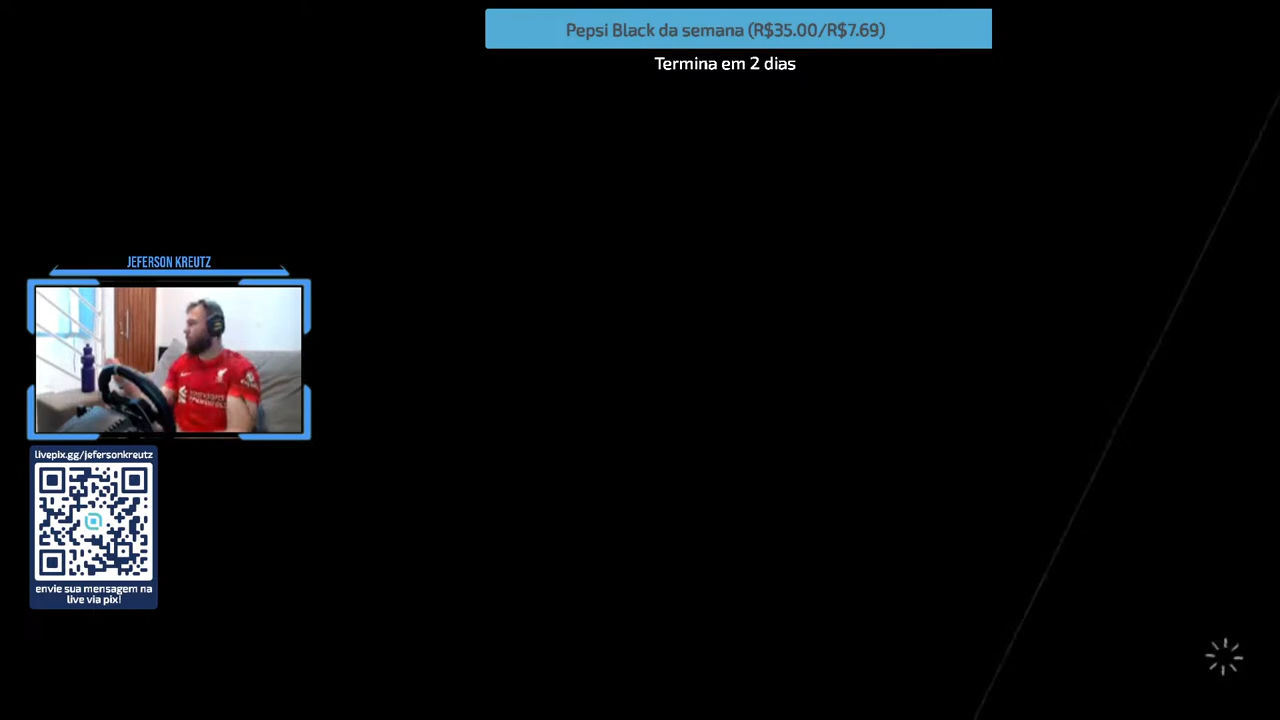 Pepsi Black da semana (R$35.00/R$7.69)
Termina em 2 dias
JEFERSON KREUTZ
livepix.gg/jefersonkreutz
envie sua mensagem na
live via pix!